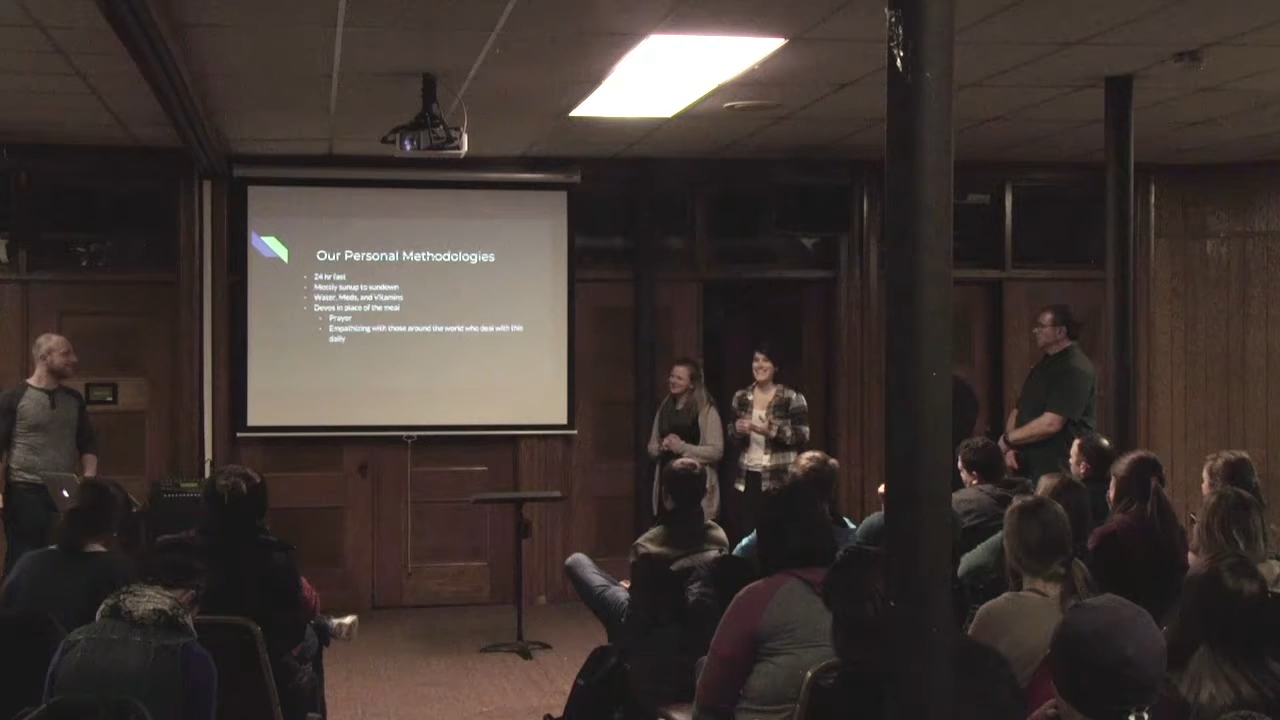 Our Personal Methodologies
- 24 hr fast
- Mostly sunup to sundown
- Water, Meds, and Vitamins
- Devos in place of the meal
- Prayer
- Empathizing with those around the world who deal with this
daily